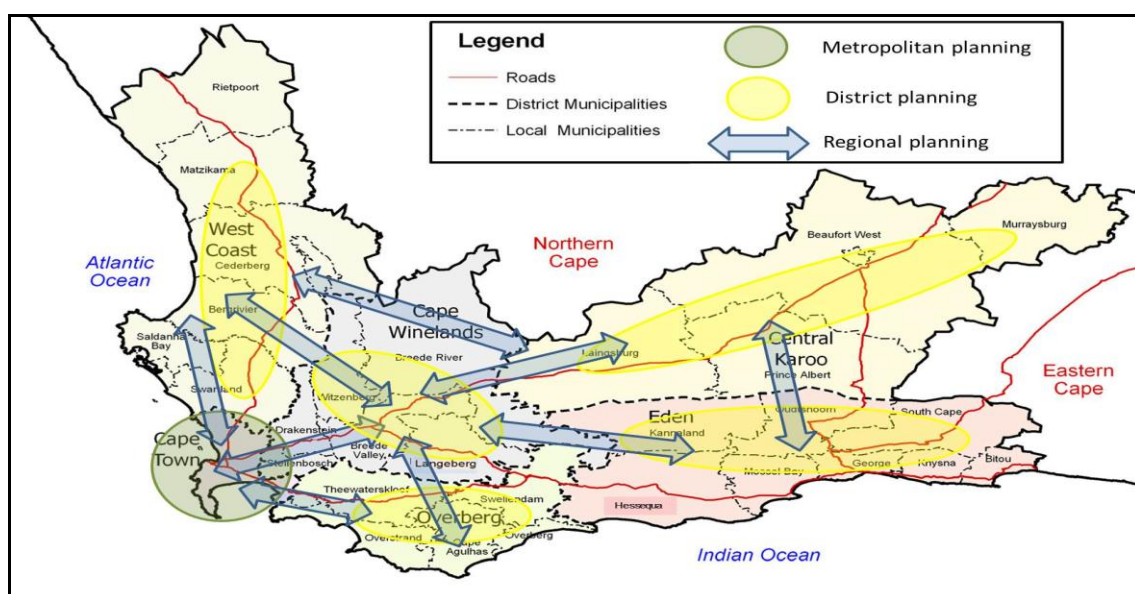 Legend
Roads
District Municipalities
Local Municipalities
Metropolitan planning
District planning
Regional planning
Rietpoort
Matzikama
West
Coast
Cederberg
Atlantic
Ocean
Northern
Cape
Beaufort West
Murraysburg
Bergrivier
Cape
Winelands
Saldanha
Bay
Breede River
Laingsburg
Central
Karoo
Prince Albert
Eastern
Cape
Swartland
Witzenberg
Eden
Kannaland
Oudtshoorn
South Cape
Cape
Town
Drakenstein
Stellenbosch
Breede
Valley
Langeberg
Mossel Bay
George
Knysna
Bitou
Theewaterskloof
Swellendam
Hessequa
Overberg
Overstrand
Cape
Agulhas
Overberg
Indian Ocean